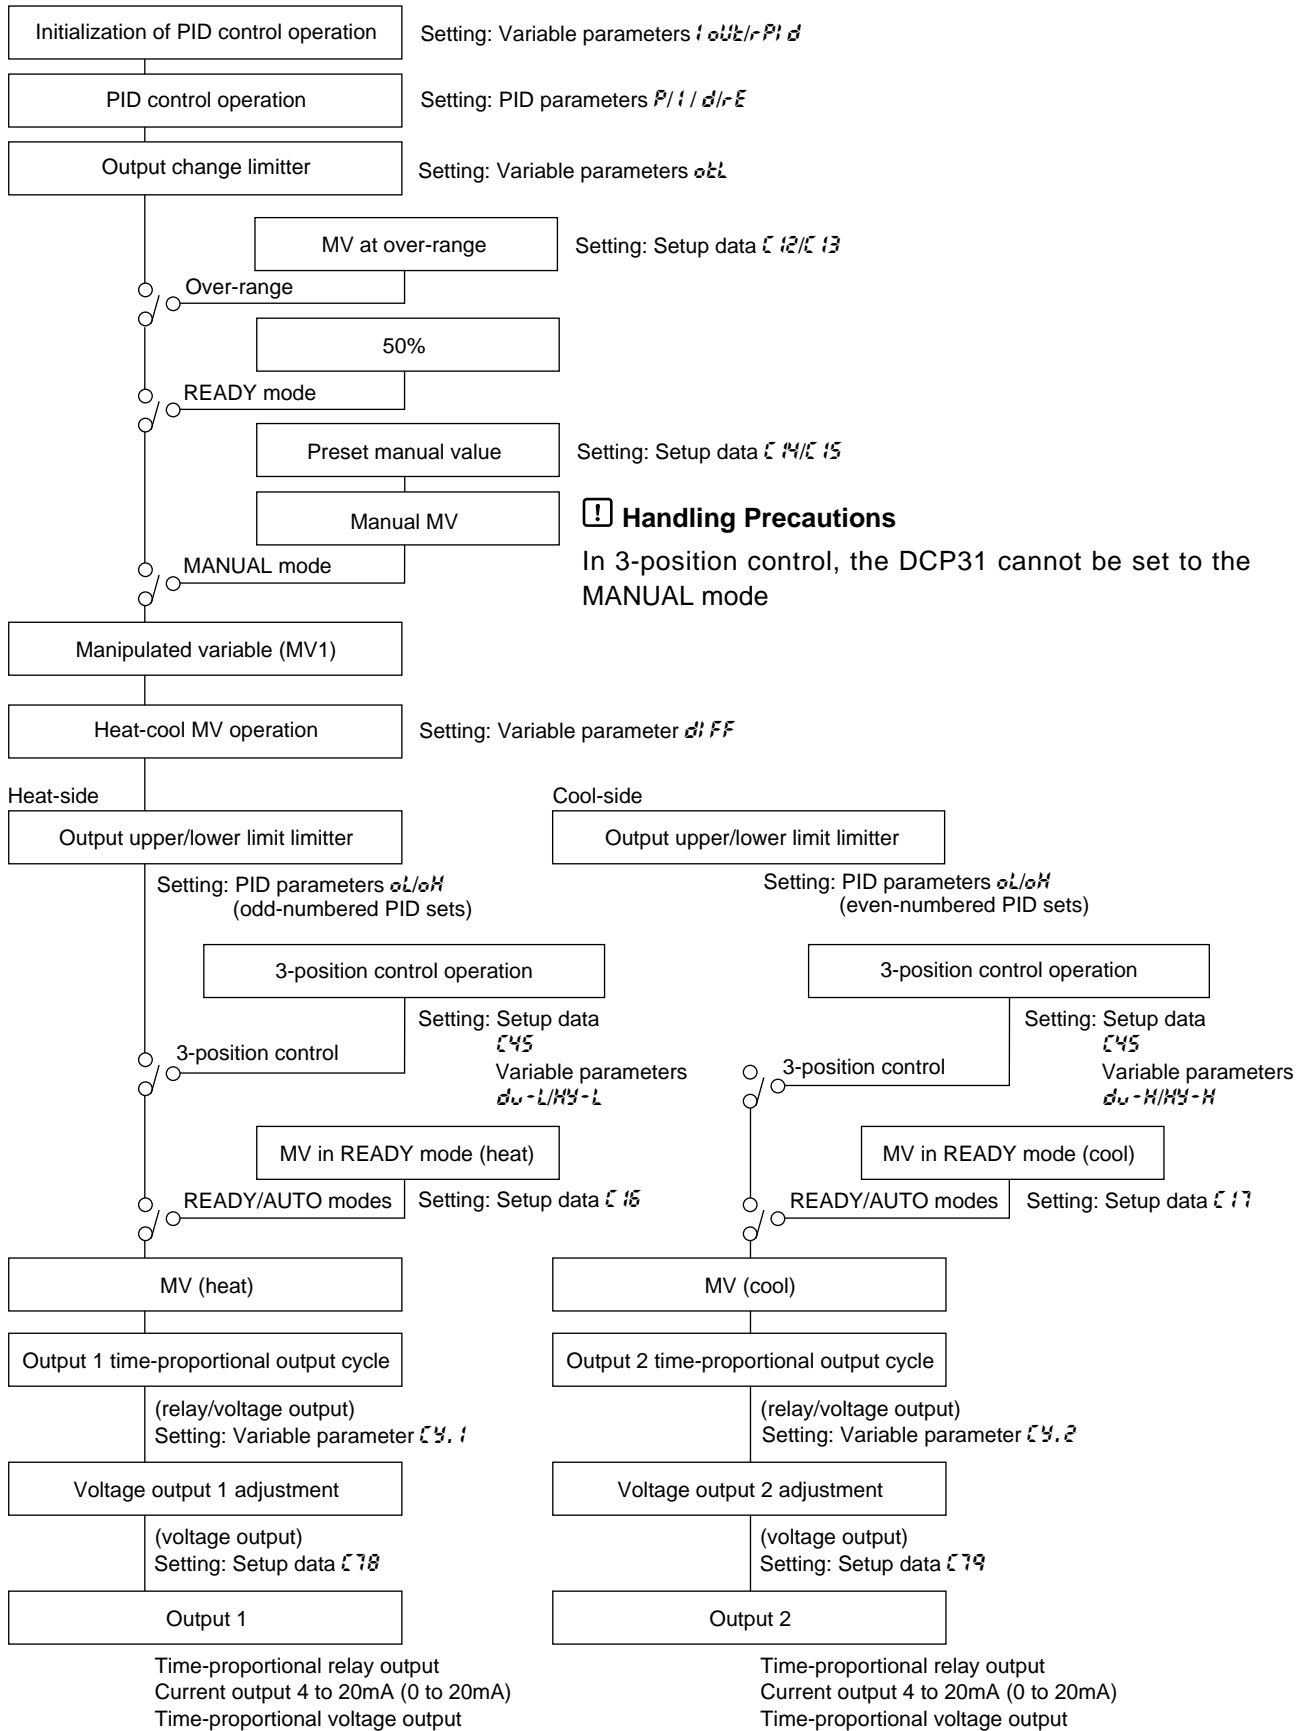 Initialization of PID control operation
Setting: Variable parameters IoUt/rPId
PID control operation
Setting: PID parameters P/I/d/rE
Output change limitter
Setting: Variable parameters otL
MV at over-range
Setting: Setup data C12/C13
Over-range
50%
READY mode
Preset manual value
Setting: Setup data C14/C15
Manual MV
! Handling Precautions
In 3-position control, the DCP31 cannot be set to the
MANUAL mode
MANUAL mode
Manipulated variable (MV1)
Heat-cool MV operation
Setting: Variable parameter dIFF
Heat-side
Output upper/lower limit limitter
Setting: PID parameters oL/oH
(odd-numbered PID sets)
3-position control operation
Setting: Setup data
C45
Variable parameters
du-L/HY-L
3-position control
MV in READY mode (heat)
READY/AUTO modes
Setting: Setup data C16
MV (heat)
Output 1 time-proportional output cycle
(relay/voltage output)
Setting: Variable parameter CY.1
Voltage output 1 adjustment
(voltage output)
Setting: Setup data C78
Output 1
Time-proportional relay output
Current output 4 to 20mA (0 to 20mA)
Time-proportional voltage output
Cool-side
Output upper/lower limit limitter
Setting: PID parameters oL/oH
(even-numbered PID sets)
3-position control operation
Setting: Setup data
C45
Variable parameters
du-H/HY-H
3-position control
MV in READY mode (cool)
READY/AUTO modes
Setting: Setup data C17
MV (cool)
Output 2 time-proportional output cycle
(relay/voltage output)
Setting: Variable parameter CY.2
Voltage output 2 adjustment
(voltage output)
Setting: Setup data C79
Output 2
Time-proportional relay output
Current output 4 to 20mA (0 to 20mA)
Time-proportional voltage output